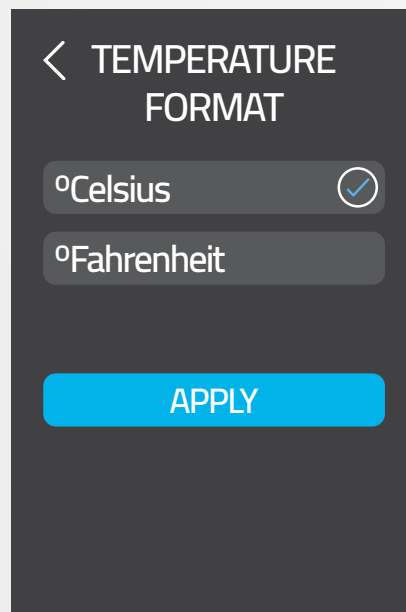 TEMPERATURE
FORMAT
ºCelsius
ºFahrenheit
APPLY